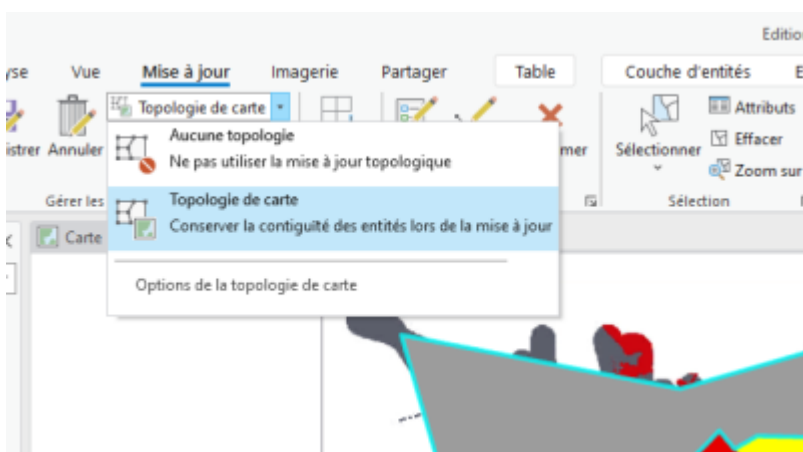 Editio
yse Vue Mise à jour Imagerie Partager Table Couche d'entités E
Topologie de carte
Attributs
istrer Annuler
Aucune topologie
Ne pas utiliser la mise à jour topologique
mer Sélectionner
Effacer
Zoom sur
Gérer les
Topologie de carte
Sélection
Conserver la contiguïté des entités lors de la mise à jour
Carte
Options de la topologie de carte